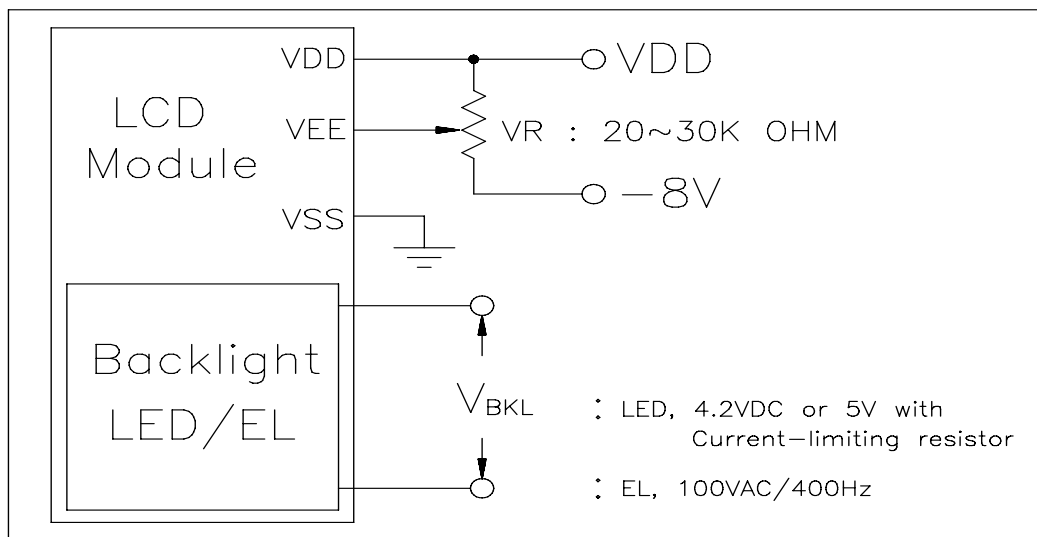 VDD
VDD
LCD
Module
VEE
VR : 20~30K OHM
-8V
VSS
Backlight
LED/EL
VBKL
: LED, 4.2VDC or 5V with
Current-limiting resistor
: EL, 100VAC/400Hz